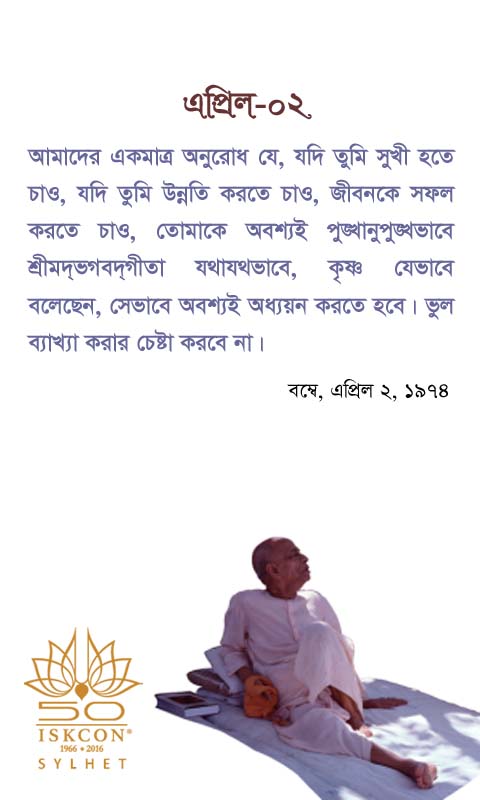 এপ্রিল-০২
আমাদের একমাত্র অনুরোধ যে, যদি তুমি সুখী হতে
চাও, যদি তুমি উন্নতি করতে চাও, জীবনকে সফল
করতে চাও, তোমাকে অবশ্যই পুঙ্খানুপুঙ্খভাবে
শ্রীমদ্‌ভগবদ্‌গীতা যথাযথভাবে, কৃষ্ণ যেভাবে
বলেছেন, সেভাবে অবশ্যই অধ্যয়ন করতে হবে। ভুল
ব্যাখ্যা করার চেষ্টা করবে না।
বম্বে, এপ্রিল ২, ১৯৭৪
50
ISKCON®
1966 • 2016
SYLHET